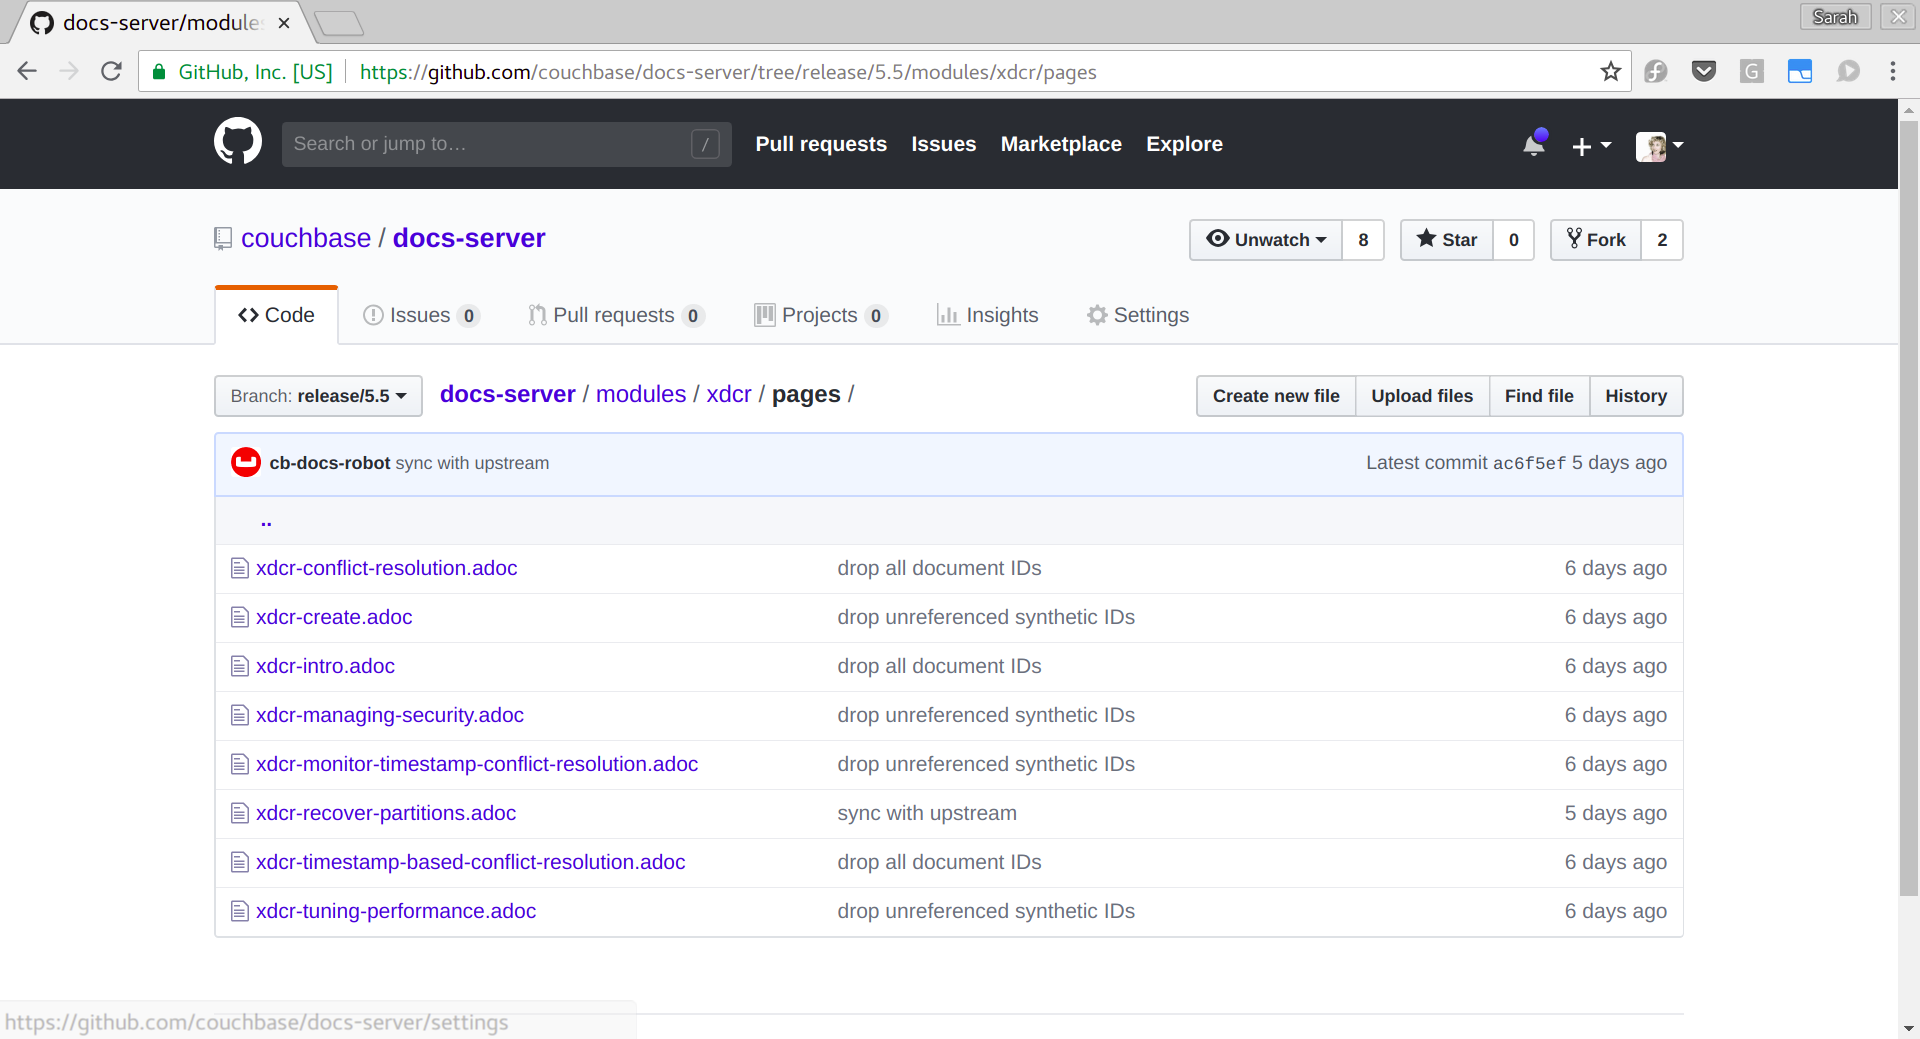 docs-server/module
Sarah
GitHub, Inc. [US] https://github.com/couchbase/docs-server/tree/release/5.5/modules/xdcr/pages
Search or jump to… / Pull requests Issues Marketplace Explore
couchbase / docs-server Unwatch 8 Star 0 Fork 2
Code Issues 0 Pull requests 0 Projects 0 Insights Settings
Branch: release/5.5 docs-server / modules / xdcr / pages / Create new file Upload files Find file History
cb-docs-robot sync with upstream Latest commit ac6f5ef 5 days ago
..
xdcr-conflict-resolution.adoc drop all document IDs 6 days ago
xdcr-create.adoc drop unreferenced synthetic IDs 6 days ago
xdcr-intro.adoc drop all document IDs 6 days ago
xdcr-managing-security.adoc drop unreferenced synthetic IDs 6 days ago
xdcr-monitor-timestamp-conflict-resolution.adoc drop unreferenced synthetic IDs 6 days ago
xdcr-recover-partitions.adoc sync with upstream 5 days ago
xdcr-timestamp-based-conflict-resolution.adoc drop all document IDs 6 days ago
xdcr-tuning-performance.adoc drop unreferenced synthetic IDs 6 days ago
https://github.com/couchbase/docs-server/settings